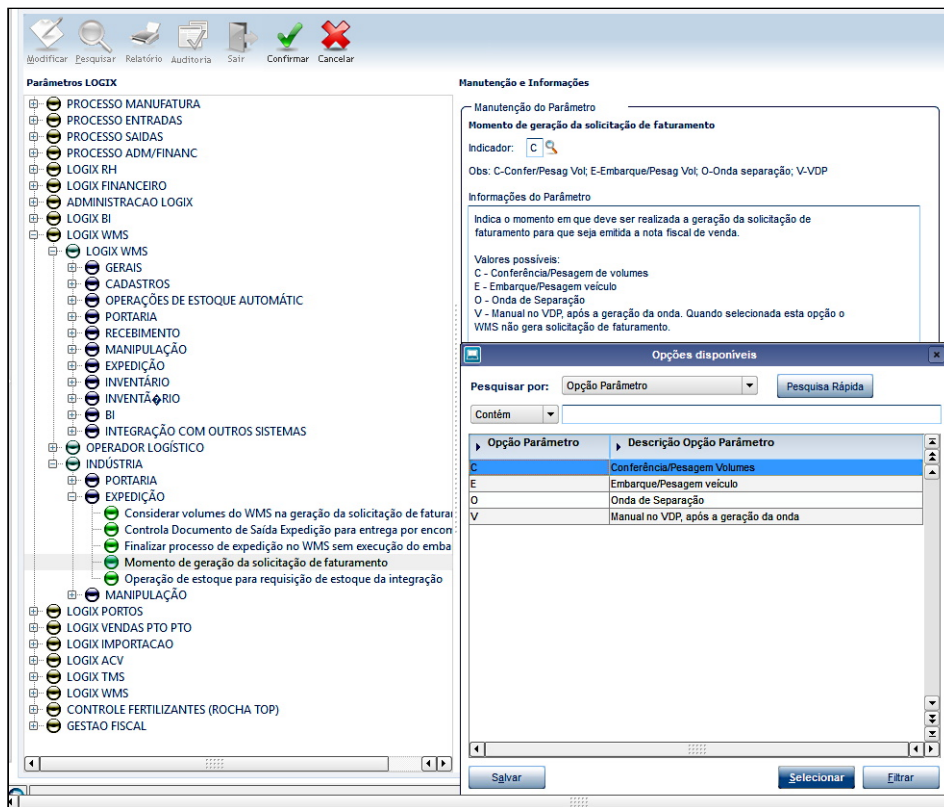 Modificar Pesquisar Relatório Auditoria Sair Confirmar Cancelar
Parâmetros LOGIX
PROCESSO MANUFATURA
PROCESSO ENTRADAS
PROCESSO SAIDAS
PROCESSO ADM/FINANC
LOGIX RH
LOGIX FINANCEIRO
ADMINISTRACAO LOGIX
LOGIX BI
LOGIX WMS
LOGIX WMS
GERAIS
CADASTROS
OPERAÇÕES DE ESTOQUE AUTOMÁTIC
PORTARIA
RECEBIMENTO
MANIPULAÇÃO
EXPEDIÇÃO
INVENTÁRIO
INVENTÃ�RIO
BI
INTEGRAÇÃO COM OUTROS SISTEMAS
OPERADOR LOGÍSTICO
INDÚSTRIA
PORTARIA
EXPEDIÇÃO
Considerar volumes do WMS na geração da solicitação de fatura
Controla Documento de Saída Expedição para entrega por encon
Finalizar processo de expedição no WMS sem execução do emba
Momento de geração da solicitação de faturamento
Operação de estoque para requisição de estoque da integração
MANIPULAÇÃO
LOGIX PORTOS
LOGIX VENDAS PTO PTO
LOGIX IMPORTACAO
LOGIX ACV
LOGIX TMS
LOGIX WMS
CONTROLE FERTILIZANTES (ROCHA TOP)
GESTAO FISCAL
Manutenção e Informações
Manutenção do Parâmetro
Momento de geração da solicitação de faturamento
Indicador: C
Obs: C-Confer/Pesag Vol; E-Embarque/Pesag Vol; O-Onda separação; V-VDP
Informações do Parâmetro
Indica o momento em que deve ser realizada a geração da solicitação de
faturamento para que seja emitida a nota fiscal de venda.
Valores possíveis:
C - Conferência/Pesagem de volumes
E - Embarque/Pesagem veículo
O - Onda de Separação
V - Manual no VDP, após a geração da onda. Quando selecionada esta opção o
WMS não gera solicitação de faturamento.
Opções disponíveis
Pesquisar por: Opção Parâmetro Pesquisa Rápida
Contém
Opção Parâmetro Descrição Opção Parâmetro
C Conferência/Pesagem Volumes
E Embarque/Pesagem veículo
O Onda de Separação
V Manual no VDP, após a geração da onda
Salvar Selecionar Filtrar